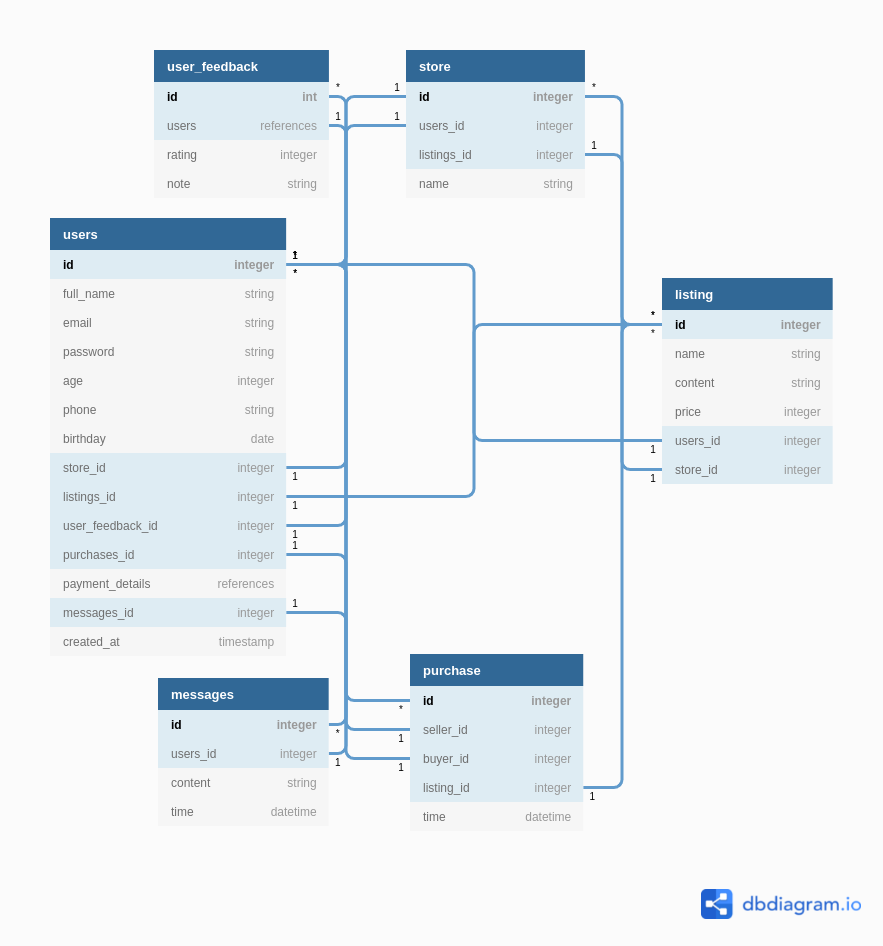 user_feedback
id int
users references
rating integer
note string
* 
1
store
id integer
users_id integer
listings_id integer
name string
1
1
*
1
users
id integer
full_name string
email string
password string
age integer
phone string
birthday date
store_id integer
listings_id integer
user_feedback_id integer
purchases_id integer
payment_details references
messages_id integer
created_at timestamp
1
*
1
1
1
1
1
listing
id integer
name string
content string
price integer
users_id integer
store_id integer
*
*
1
1
messages
id integer
users_id integer
content string
time datetime
*
1
purchase
id integer
seller_id integer
buyer_id integer
listing_id integer
time datetime
*
1
1
1
dbdiagram.io